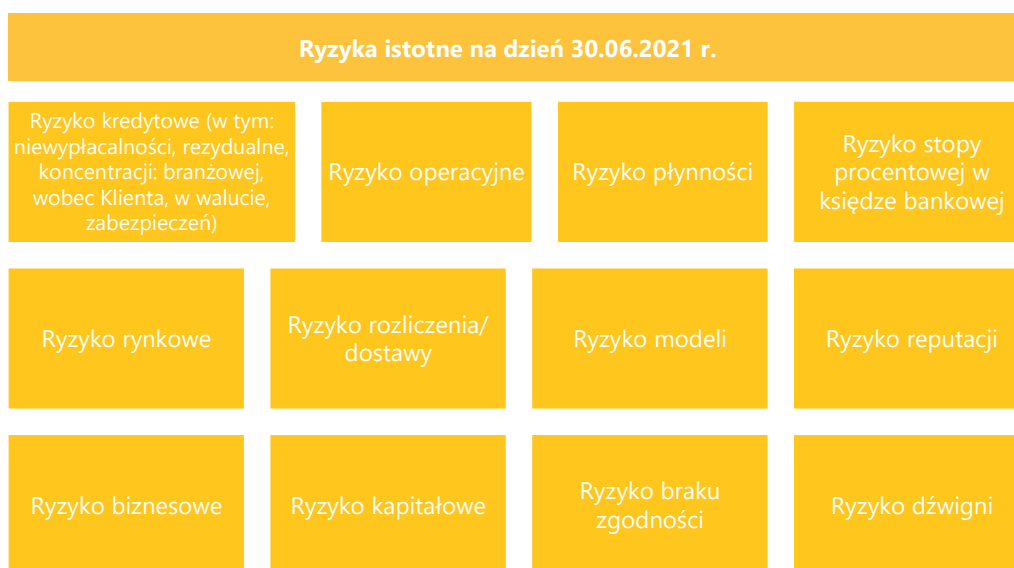 Ryzyka istotne na dzień 30.06.2021 r.
Ryzyko kredytowe (w tym:
niewypłacalności, rezydualne,
koncentracji: branżowej,
wobec Klienta, w walucie,
zabezpieczeń)
Ryzyko operacyjne
Ryzyko płynności
Ryzyko stopy
procentowej w
księdze bankowej
Ryzyko rynkowe
Ryzyko rozliczenia/
dostawy
Ryzyko modeli
Ryzyko reputacji
Ryzyko biznesowe
Ryzyko kapitałowe
Ryzyko braku
zgodności
Ryzyko dźwigni